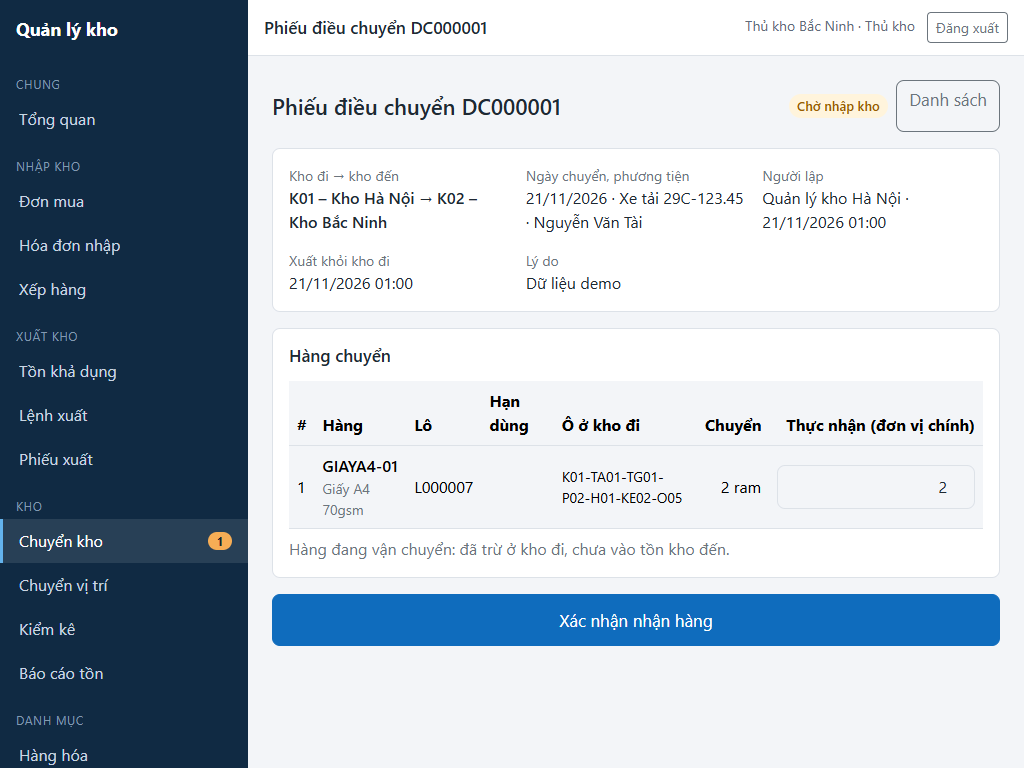 Quản lý kho
CHUNG
Tổng quan
NHẬP KHO
Đơn mua
Hóa đơn nhập
Xếp hàng
XUẤT KHO
Tồn khả dụng
Lệnh xuất
Phiếu xuất
KHO
Chuyển kho 1
Chuyển vị trí
Kiểm kê
Báo cáo tồn
DANH MỤC
Hàng hóa
Phiếu điều chuyển DC000001
Thủ kho Bắc Ninh · Thủ kho
Đăng xuất
Phiếu điều chuyển DC000001
Chờ nhập kho
Danh sách
Kho đi → kho đến
K01 – Kho Hà Nội → K02 –
Kho Bắc Ninh
Ngày chuyển, phương tiện
21/11/2026 · Xe tải 29C-123.45
· Nguyễn Văn Tài
Người lập
Quản lý kho Hà Nội ·
21/11/2026 01:00
Xuất khỏi kho đi
21/11/2026 01:00
Lý do
Dữ liệu demo
Hàng chuyển
# Hàng Lô Hạn dùng Ô ở kho đi Chuyển Thực nhận (đơn vị chính)
1 GIAYA4-01 L000007 K01-TA01-TG01- 2 ram 2
Giấy A4 P02-H01-KE02-O05
70gsm
Hàng đang vận chuyển: đã trừ ở kho đi, chưa vào tồn kho đến.
Xác nhận nhận hàng